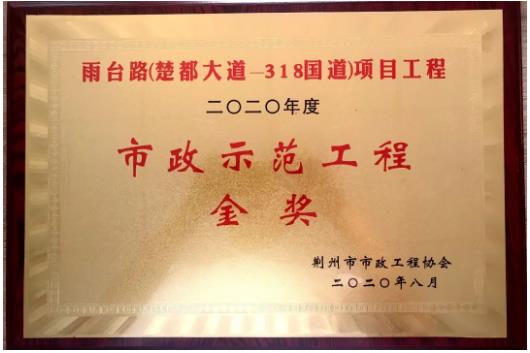 雨台路(楚都大道—318国道)项目工程
二〇二〇年度
市政示范工程
金奖
荆州市市政工程协会
二〇二〇年八月